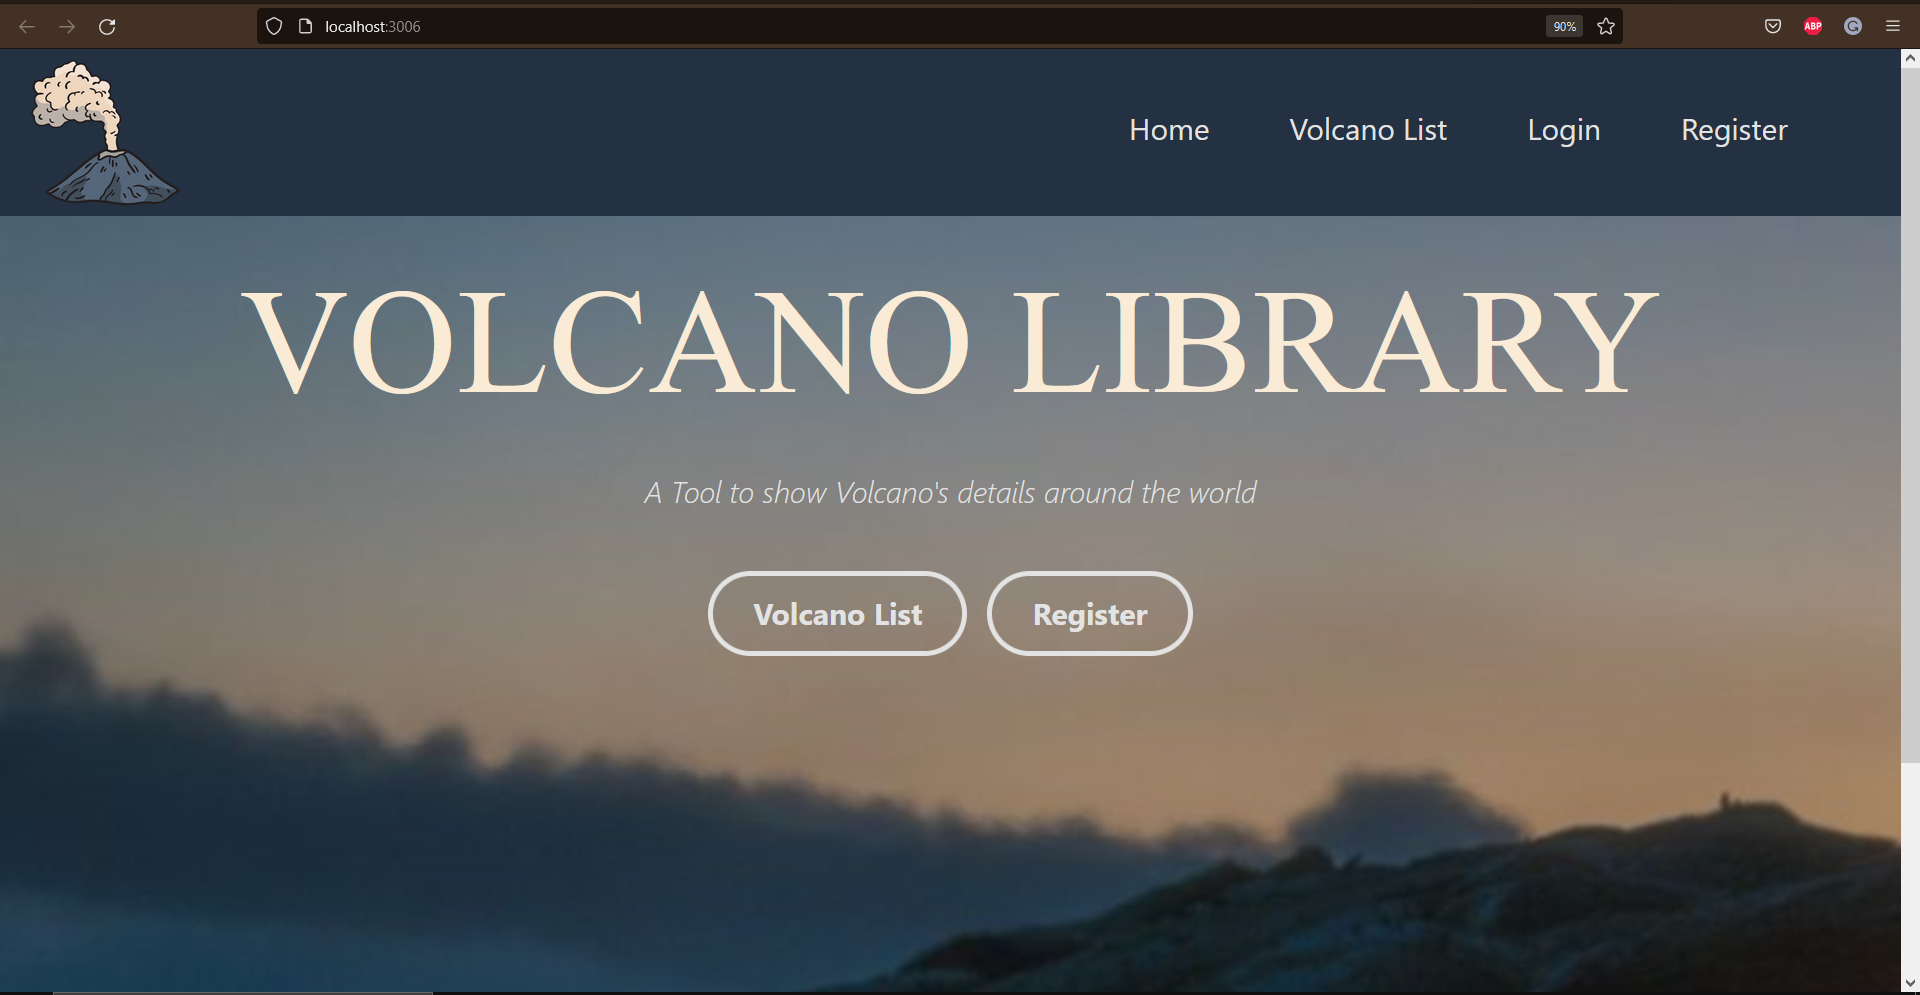 localhost:3006
90%
ABP
Home
Volcano List
Login
Register
VOLCANO LIBRARY
A Tool to show Volcano's details around the world
Volcano List
Register